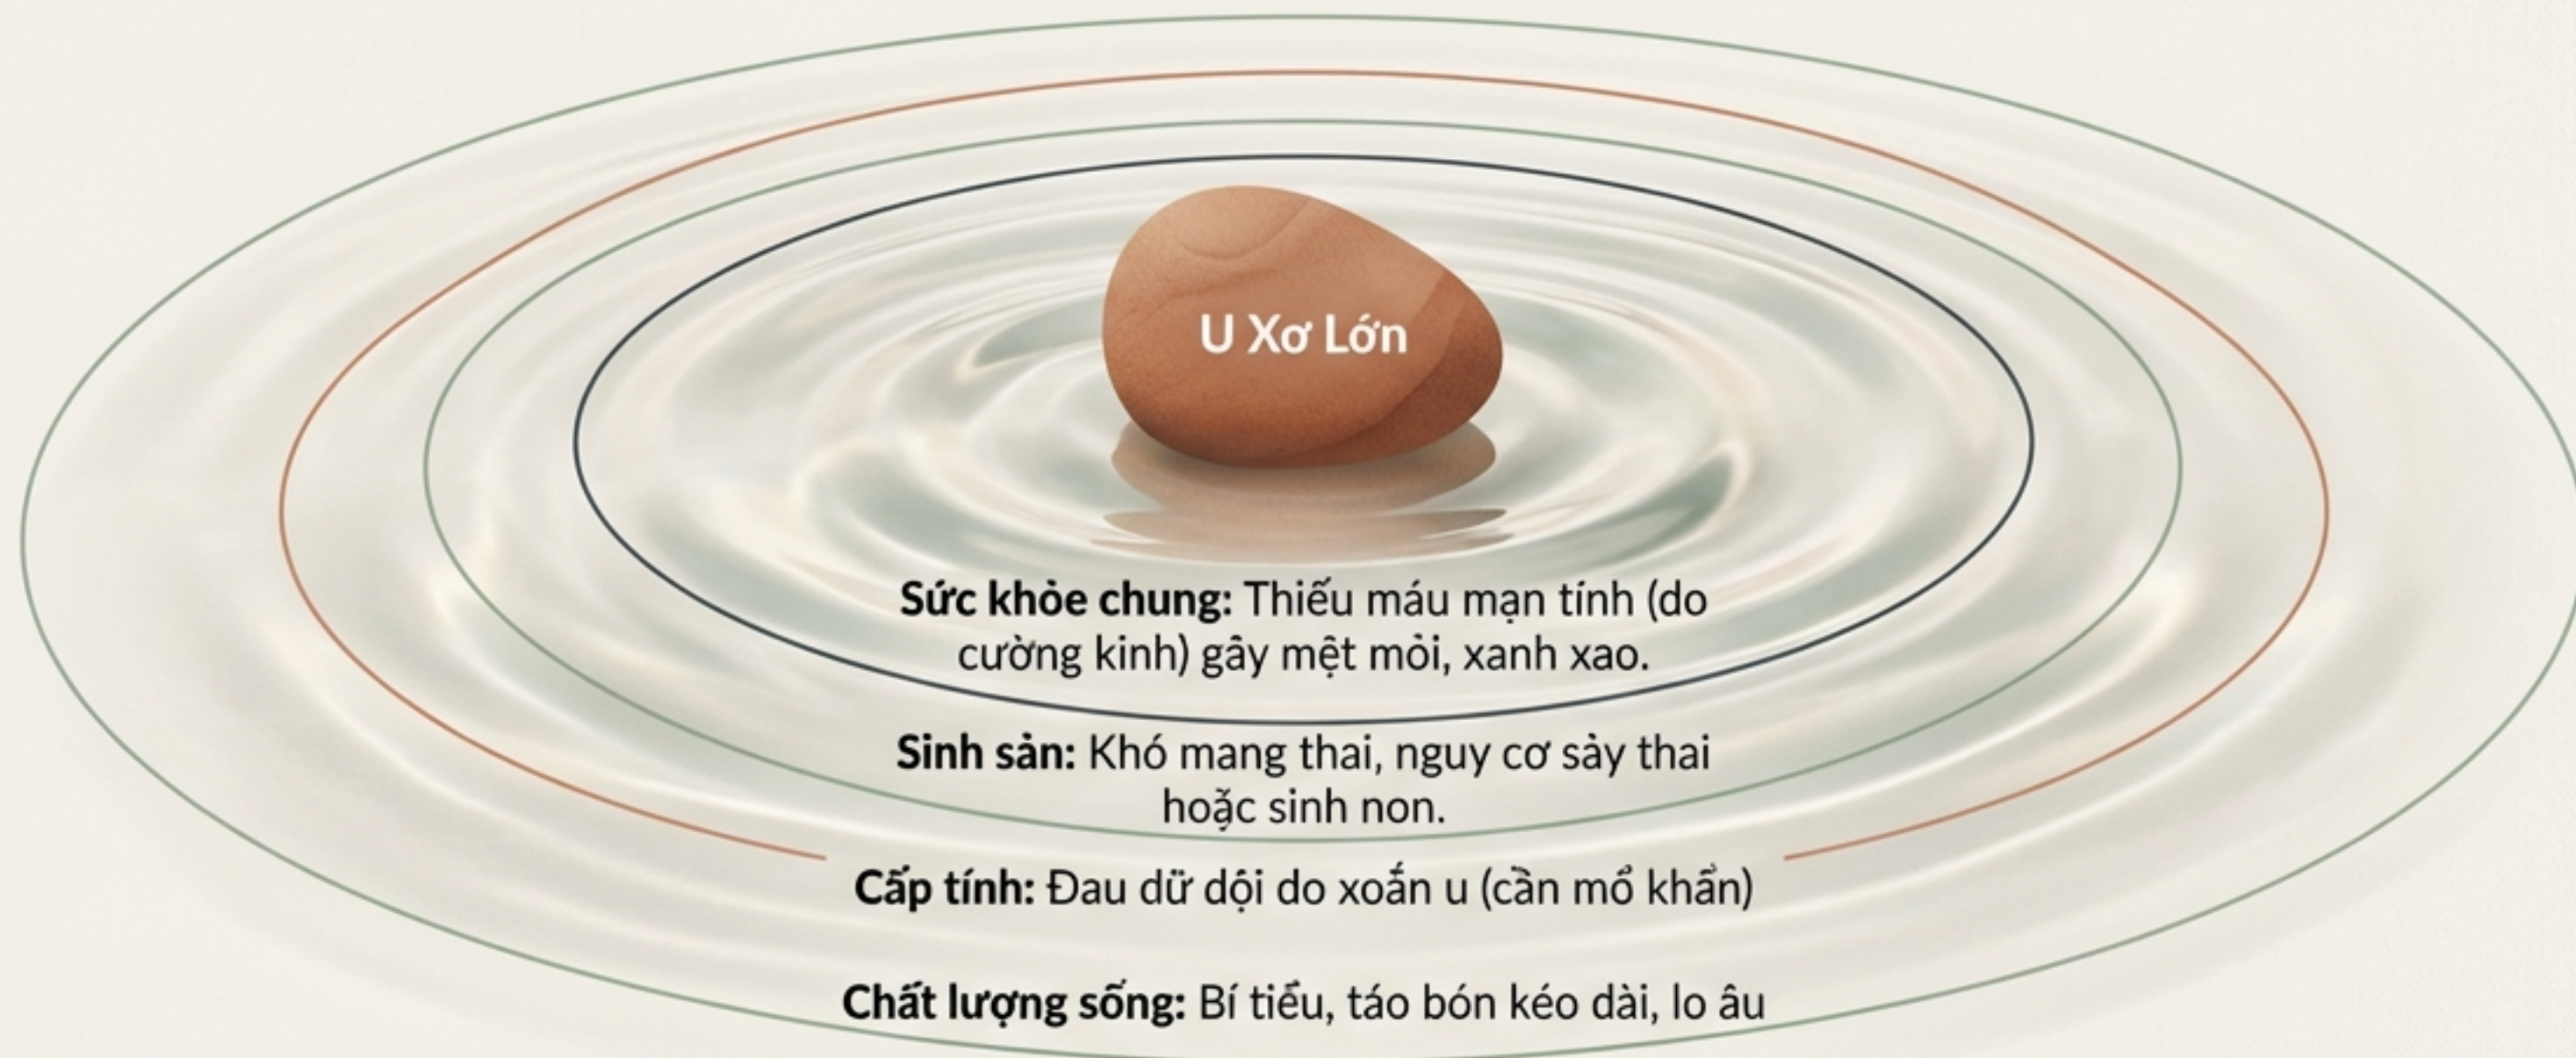 U Xơ Lớn
Sức khỏe chung: Thiếu máu mạn tính (do
cường kinh) gây mệt mỏi, xanh xao.
Sinh sản: Khó mang thai, nguy cơ sảy thai
hoặc sinh non.
Cấp tính: Đau dữ dội do xoắn u (cần mổ khẩn)
Chất lượng sống: Bí tiểu, táo bón kéo dài, lo âu